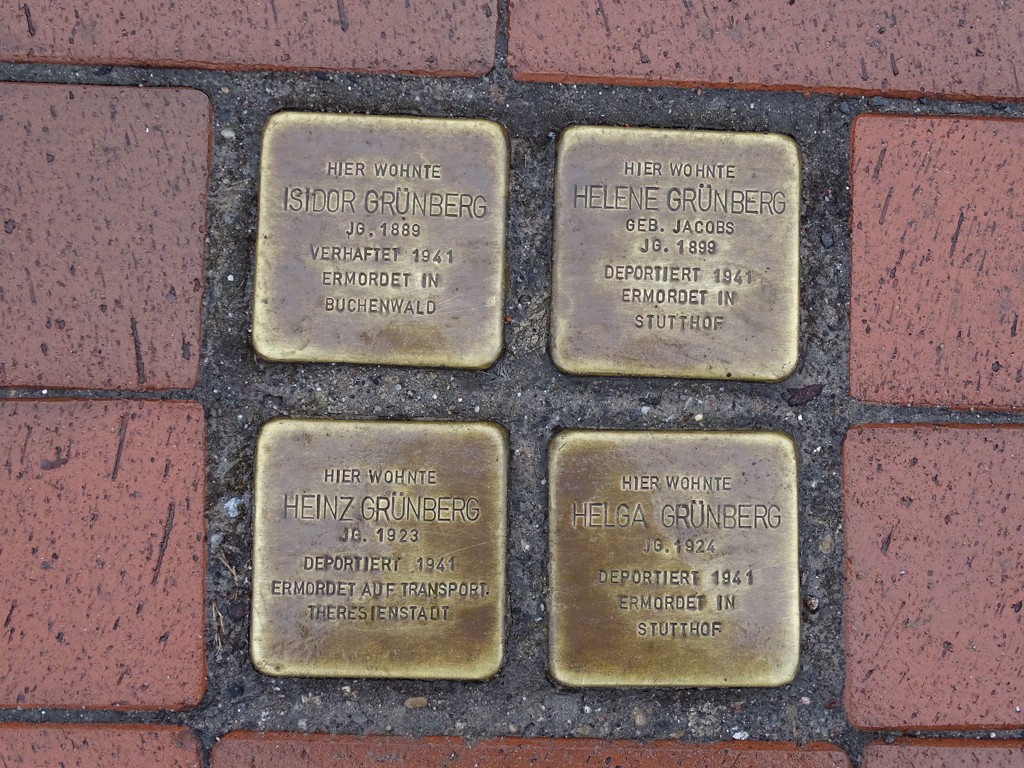 HIER WOHNTE
ISIDOR GRÜNBERG
JG. 1889
VERHAFTET 1941
ERMORDET IN
BUCHENWALD
HIER WOHNTE
HELENE GRÜNBERG
GEB. JACOBS
JG. 1899
DEPORTIERT 1941
ERMORDET IN
STUTTHOF
HIER WOHNTE
HEINZ GRÜNBERG
JG. 1923
DEPORTIERT 1941
ERMORDET AUF TRANSPORT.
THERESIENSTADT
HIER WOHNTE
HELGA GRÜNBERG
JG. 1924
DEPORTIERT 1941
ERMORDET IN
STUTTHOF